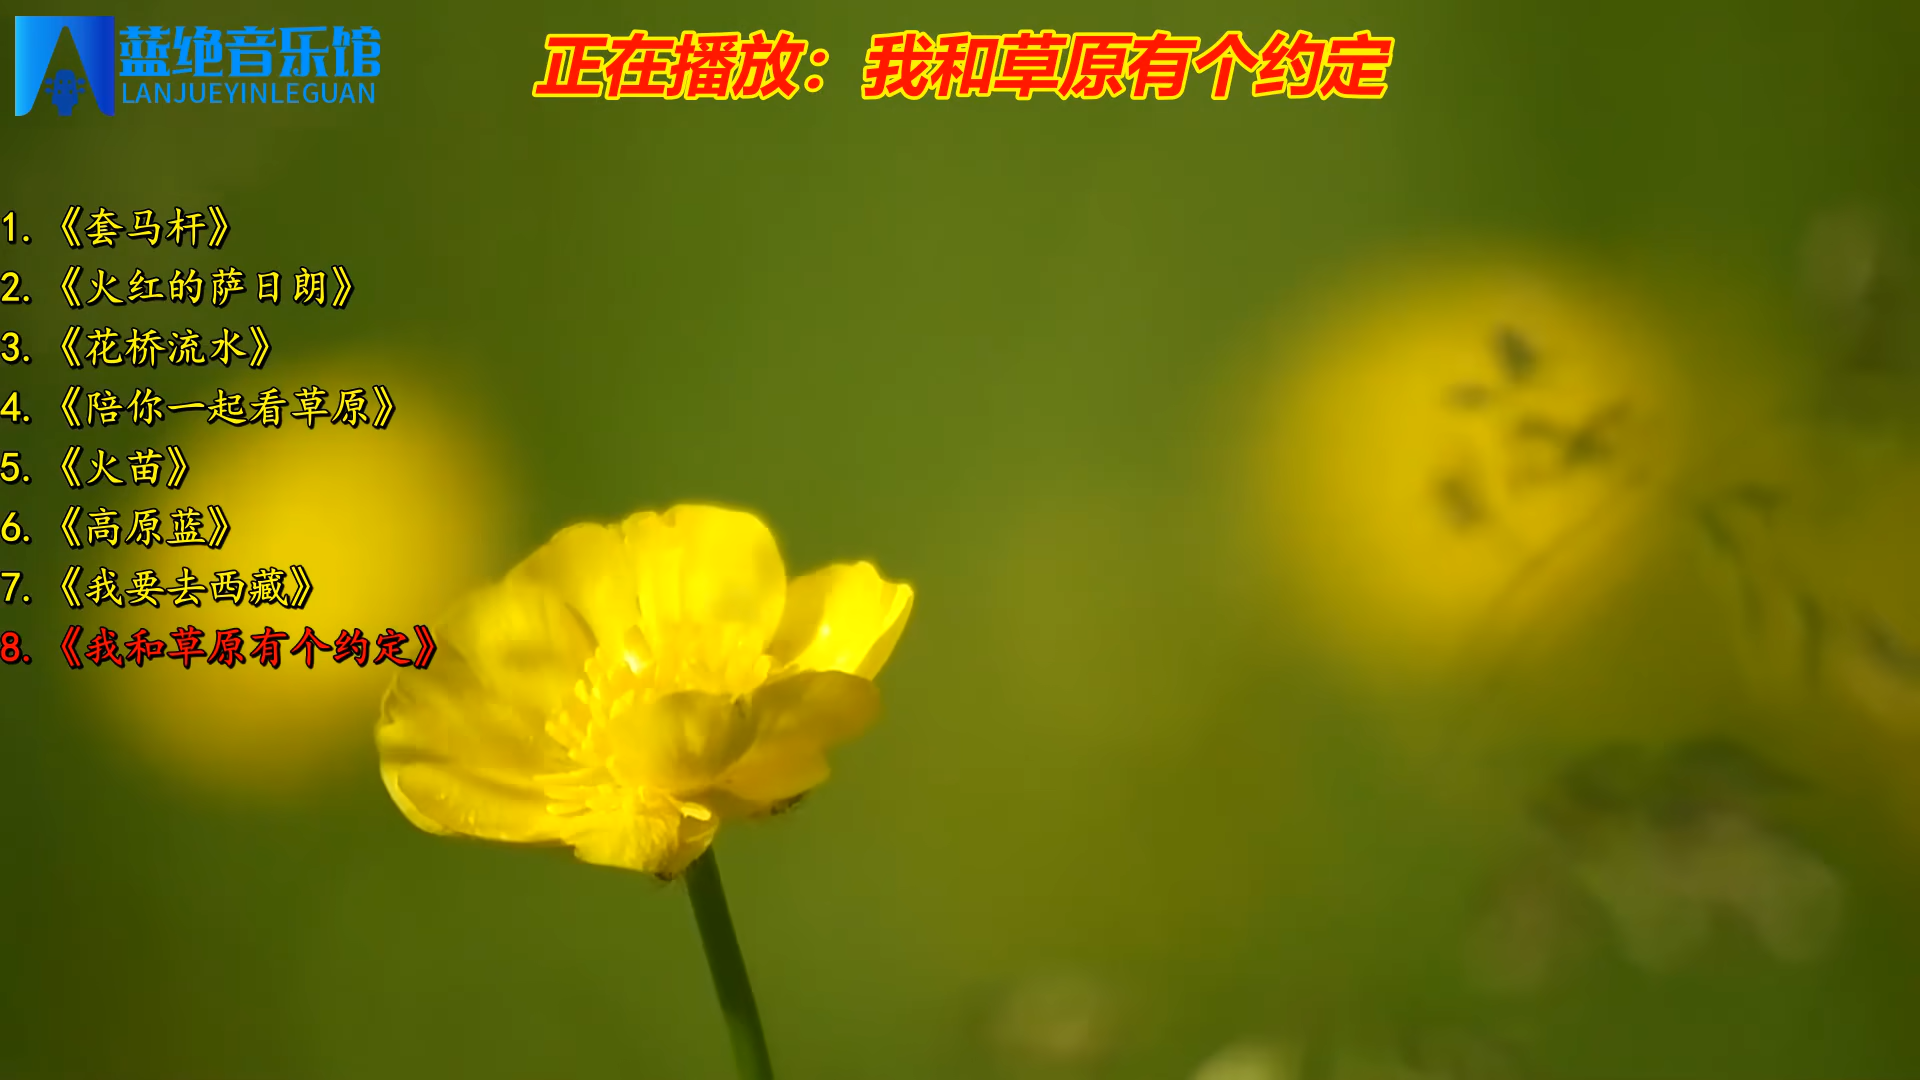 蓝绝音乐馆
LANJUEYINLEGUAN
正在播放：我和草原有个约定
1.《套马杆》
2.《火红的萨日朗》
3.《花桥流水》
4.《陪你一起看草原》
5.《火苗》
6.《高原蓝》
7.《我要去西藏》
8.《我和草原有个约定》